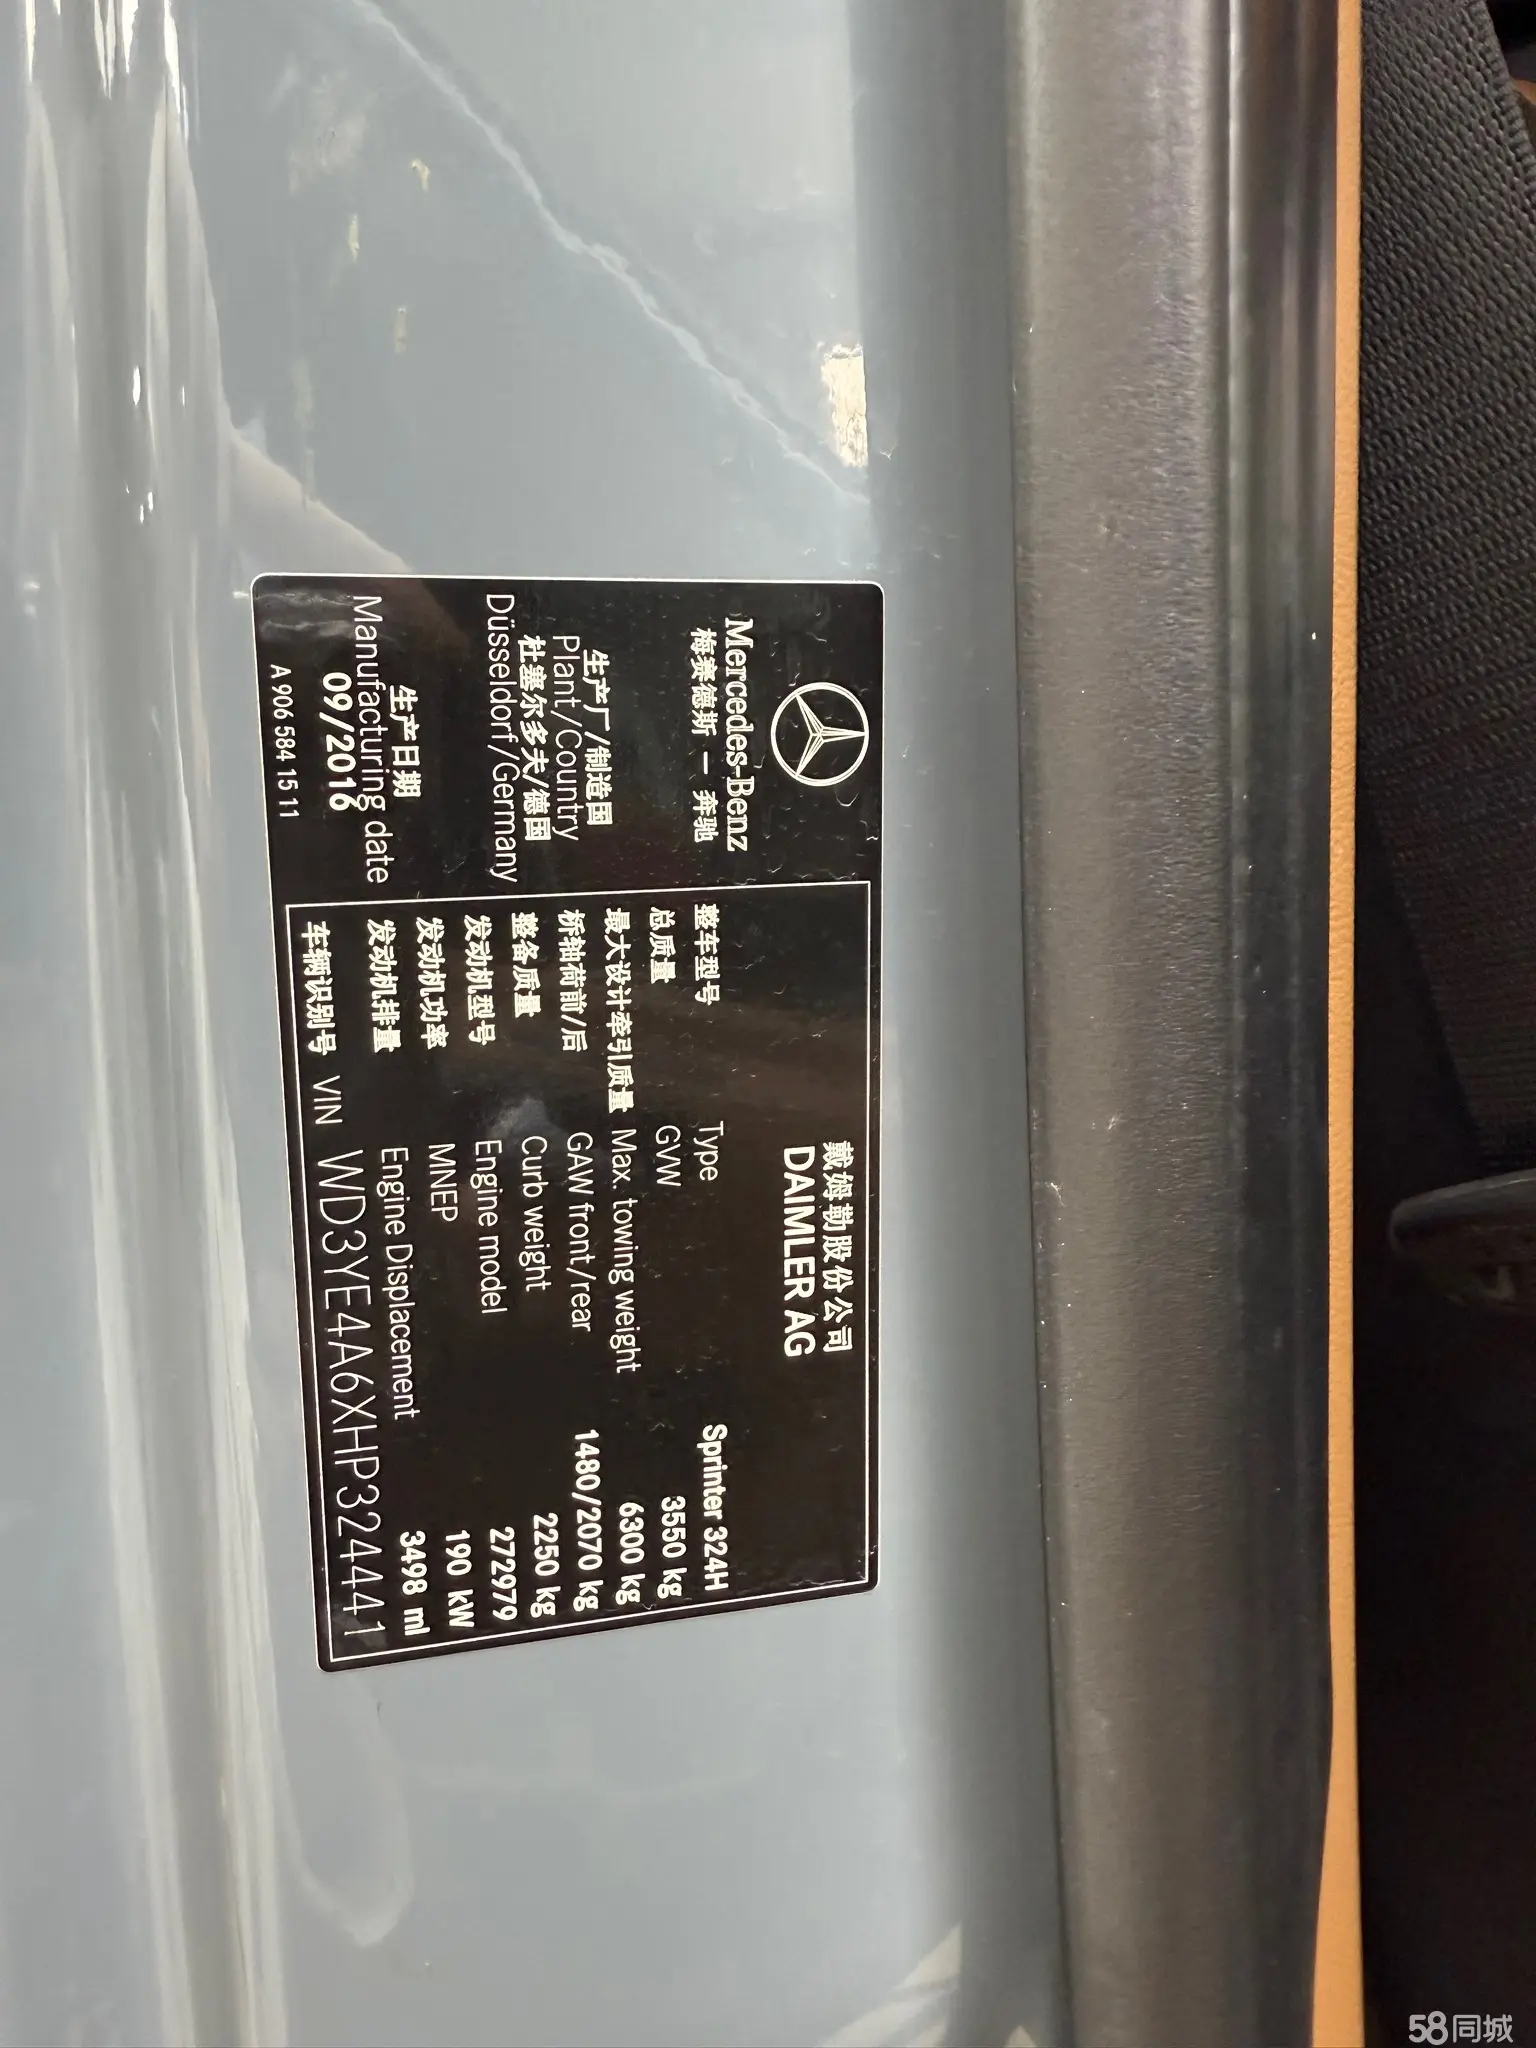 Mercedes-Benz
梅赛德斯 – 奔驰
生产厂/制造国
Plant/Country
杜塞尔多夫/德国
Düsseldorf/Germany
生产日期
Manufacturing date
09/2016
A 906 584 15 11
戴姆勒股份公司
DAIMLER AG
整车型号 Type Sprinter 324H
总质量 GVW 3550 kg
最大设计牵引质量 Max. towing weight 6300 kg
桥轴荷前/后 GAW front/rear 1480/2070 kg
整备质量 Curb weight 2250 kg
发动机型号 Engine model 272979
发动机功率 MNEP 190 kW
发动机排量 Engine Displacement 3498 ml
车辆识别号 VIN WD3YE4A6XHP324441
58同城